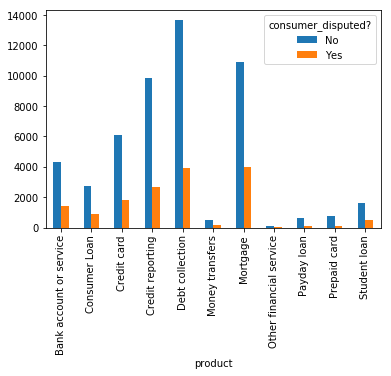 14000
12000
10000
8000
6000
4000
2000
0
consumer_disputed?
No
Yes
Bank account or service
Consumer Loan
Credit card
Credit reporting
Debt collection
Money transfers
Mortgage
Other financial service
Payday loan
Prepaid card
Student loan
product